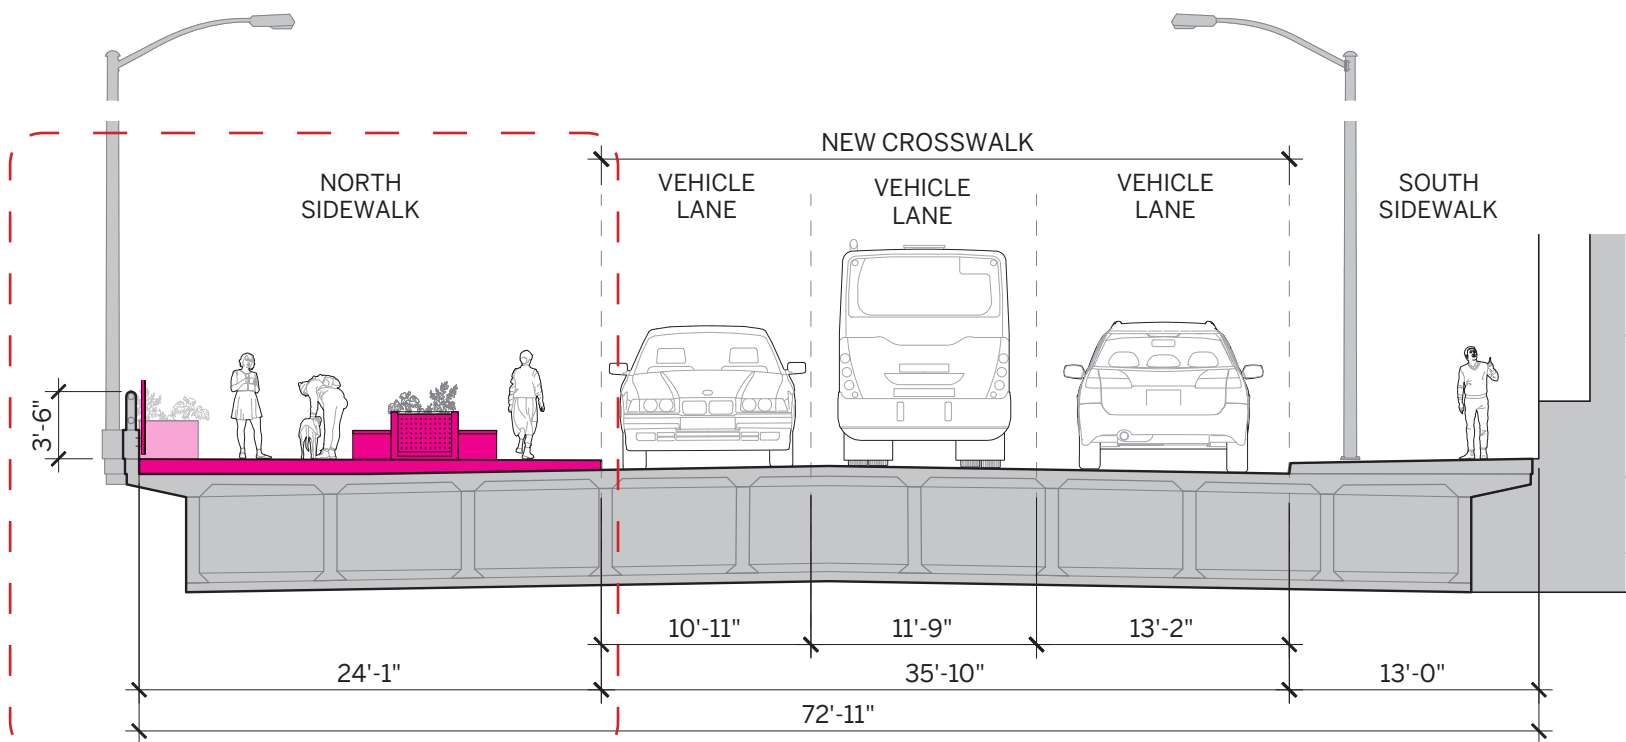 NEW CROSSWALK
NORTH
SIDEWALK
VEHICLE
LANE
VEHICLE
LANE
VEHICLE
LANE
SOUTH
SIDEWALK
3'-6"
10'-11"
11'-9"
13'-2"
24'-1"
35'-10"
13'-0"
72'-11"